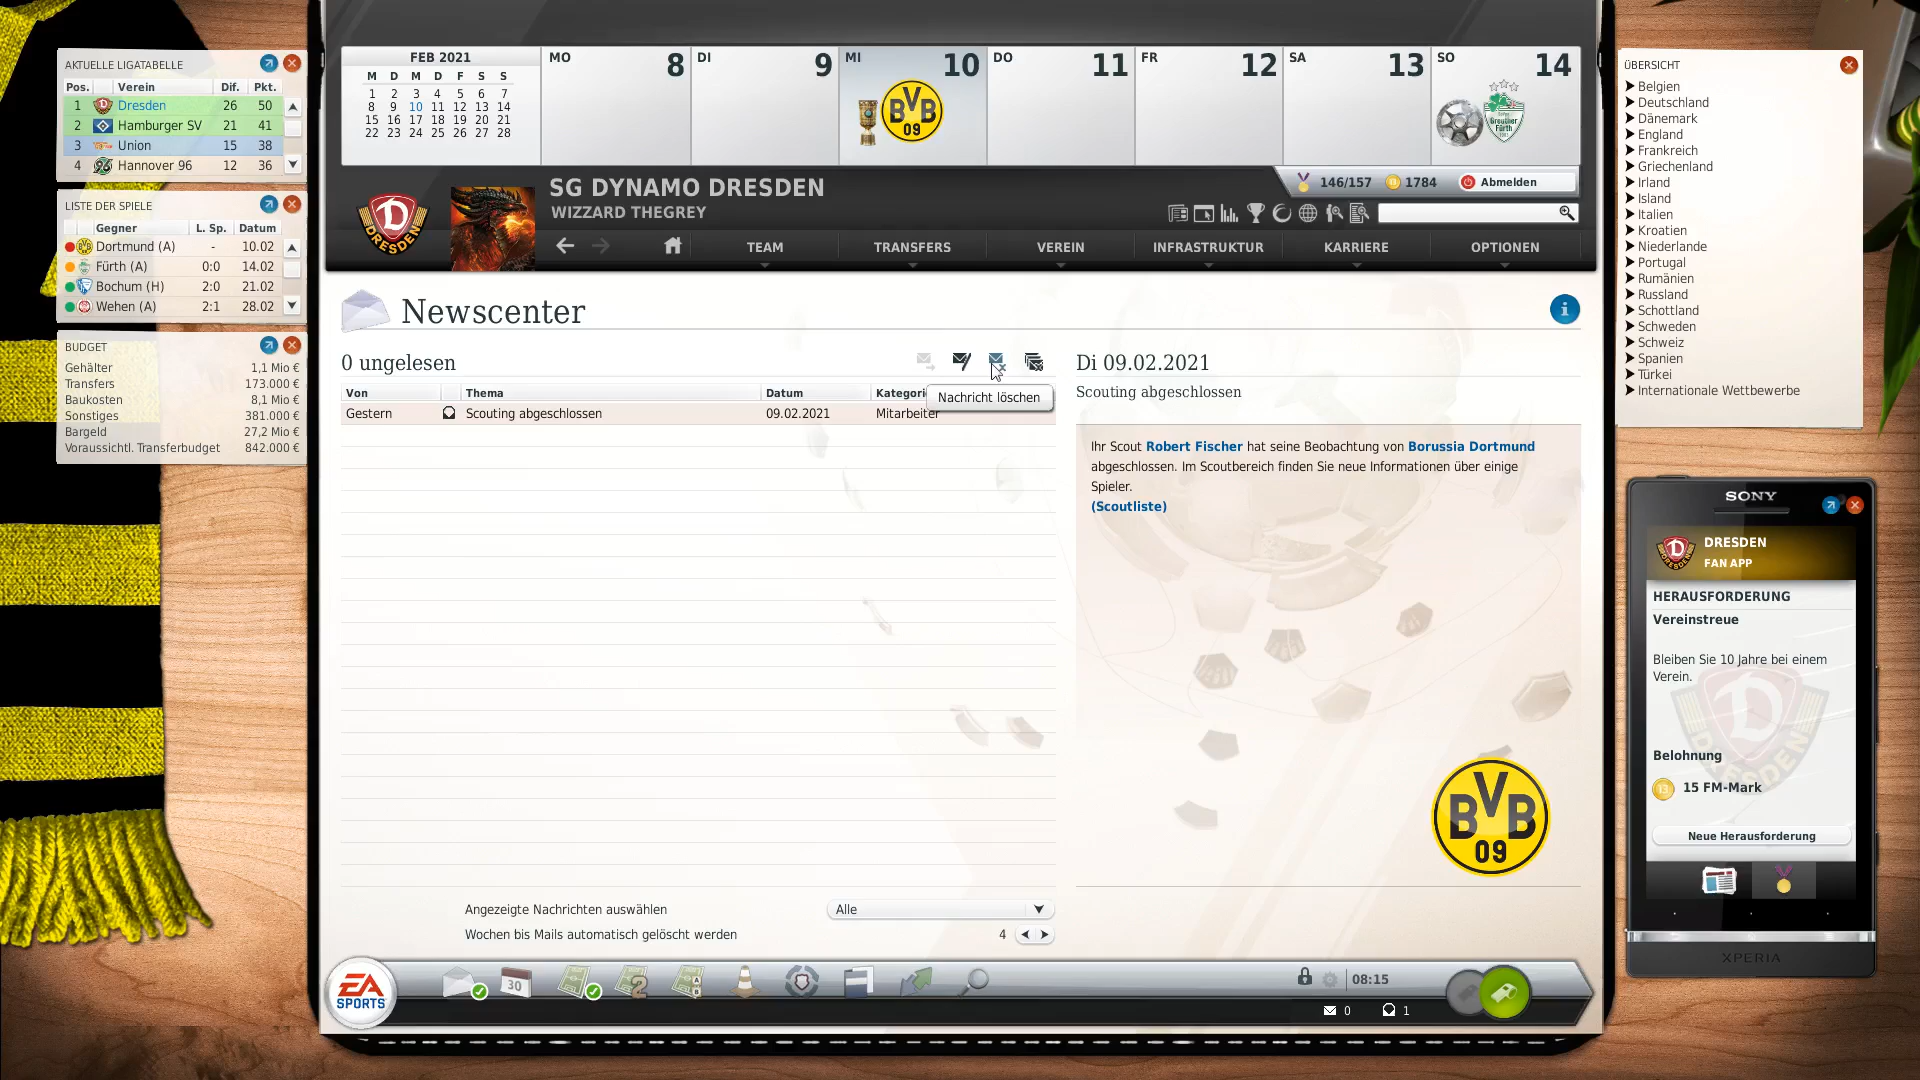 AKTUELLE LIGATABELLE
Pos. Verein Dif. Pkt.
1 Dresden 26 50
2 Hamburger SV 21 41
3 Union 15 38
4 Hannover 96 12 36
LISTE DER SPIELE
Gegner L. Sp. Datum
Dortmund (A) - 10.02
Fürth (A) 0:0 14.02
Bochum (H) 2:0 21.02
Wehen (A) 2:1 28.02
BUDGET
Gehälter 1,1 Mio €
Transfers 173.000 €
Baukosten 8,1 Mio €
Sonstiges 381.000 €
Bargeld 27,2 Mio €
Voraussichtl. Transferbudget 842.000 €
FEB 2021
M D M D F S S
1 2 3 4 5 6 7
8 9 10 11 12 13 14
15 16 17 18 19 20 21
22 23 24 25 26 27 28
MO 8 DI 9 MI 10 DO 11 FR 12 SA 13 SO 14
BVB 09
Greuther Fürth
DRESDEN
SG DYNAMO DRESDEN
WIZZARD THEGREY
146/157 1784 Abmelden
TEAM TRANSFERS VEREIN INFRASTRUKTUR KARRIERE OPTIONEN
Newscenter
0 ungelesen
Von Thema Datum Kategori
Nachricht löschen
Gestern Scouting abgeschlossen 09.02.2021 Mitarbeiter
Di 09.02.2021
Scouting abgeschlossen
Ihr Scout Robert Fischer hat seine Beobachtung von Borussia Dortmund
abgeschlossen. Im Scoutbereich finden Sie neue Informationen über einige
Spieler.
(Scoutliste)
BVB 09
Angezeigte Nachrichten auswählen Alle
Wochen bis Mails automatisch gelöscht werden 4
EA SPORTS
30
2
08:15
0 1
ÜBERSICHT
Belgien
Deutschland
Dänemark
England
Frankreich
Griechenland
Irland
Island
Italien
Kroatien
Niederlande
Portugal
Rumänien
Russland
Schottland
Schweden
Schweiz
Spanien
Türkei
Internationale Wettbewerbe
SONY
DRESDEN
FAN APP
HERAUSFORDERUNG
Vereinstreue
Bleiben Sie 10 Jahre bei einem
Verein.
Belohnung
13 15 FM-Mark
Neue Herausforderung
XPERIA